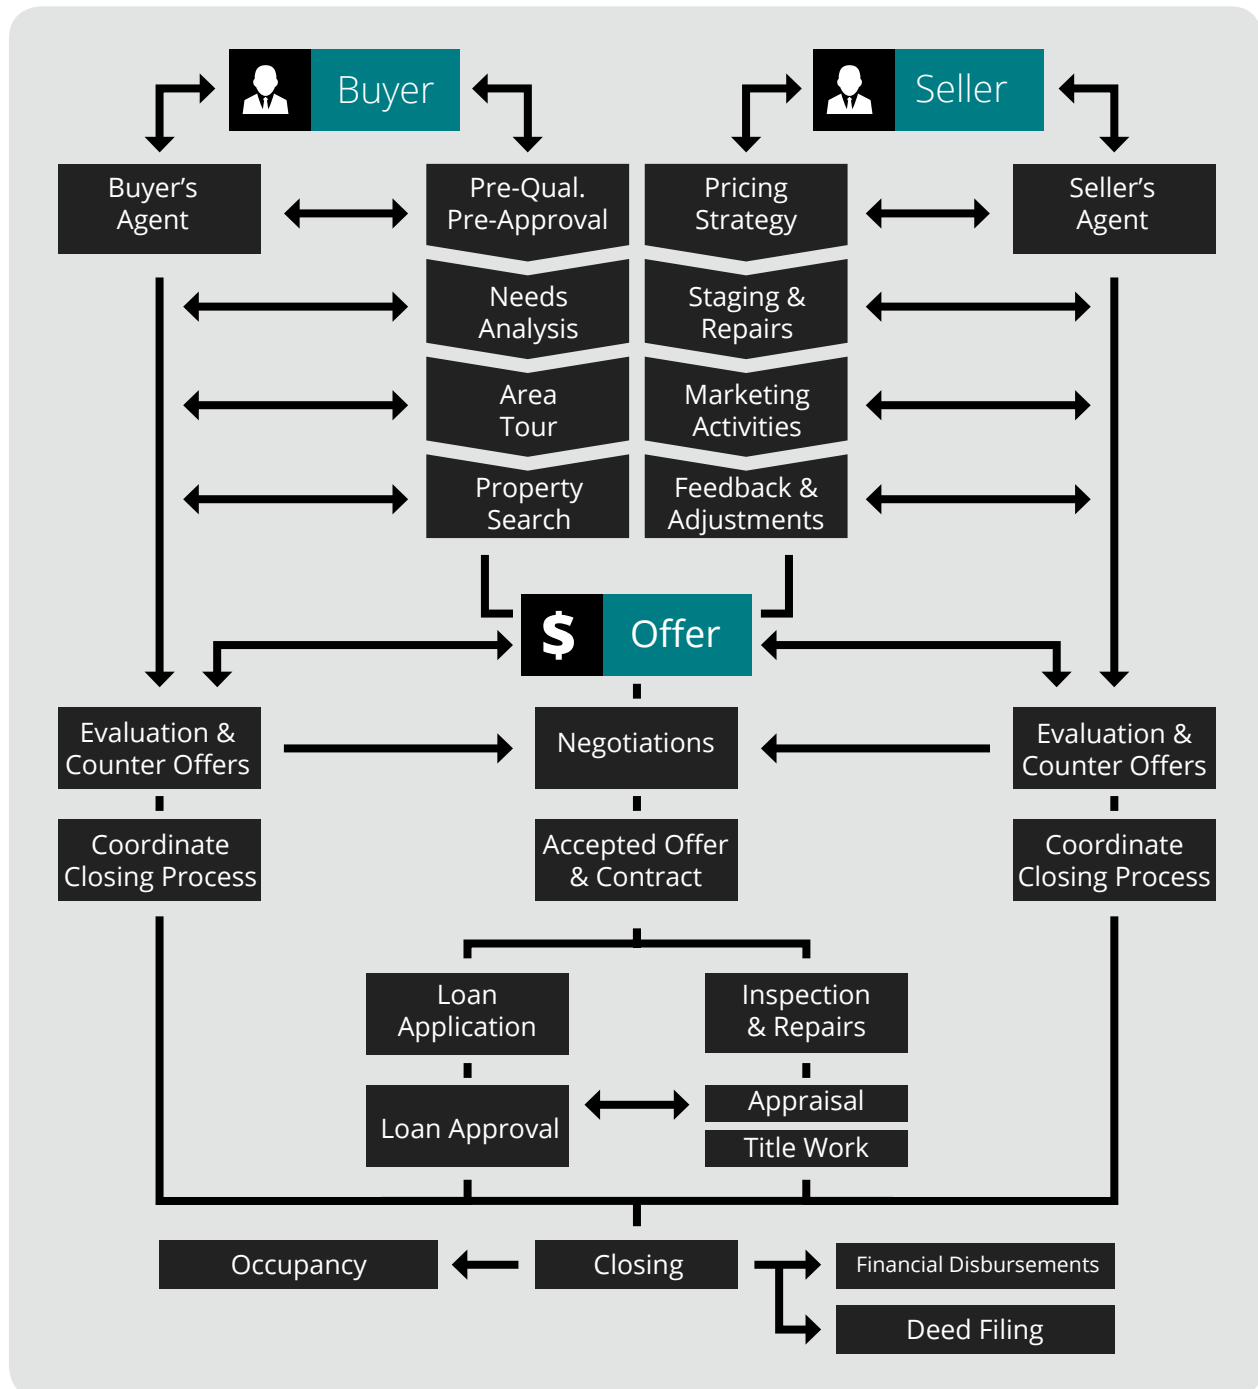 Buyer
Seller
Buyer’s
Agent
Pre-Qual.
Pre-Approval
Pricing
Strategy
Seller’s
Agent
Needs
Analysis
Staging &
Repairs
Area
Tour
Marketing
Activities
Property
Search
Feedback &
Adjustments
$ Offer
Evaluation &
Counter Offers
Negotiations
Evaluation &
Counter Offers
Coordinate
Closing Process
Accepted Offer
& Contract
Coordinate
Closing Process
Loan
Application
Inspection
& Repairs
Loan Approval
Appraisal
Title Work
Occupancy
Closing
Financial Disbursements
Deed Filing